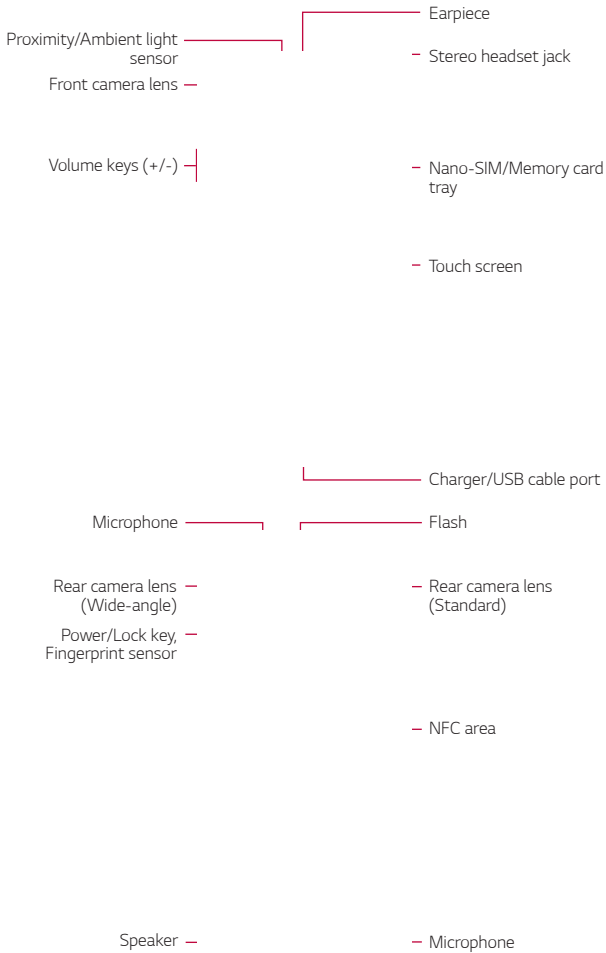 Earpiece
Proximity/Ambient light
sensor
Stereo headset jack
Front camera lens
Volume keys (+/-)
Nano-SIM/Memory card
tray
Touch screen
Charger/USB cable port
Microphone
Flash
Rear camera lens
(Wide-angle)
Rear camera lens
(Standard)
Power/Lock key,
Fingerprint sensor
NFC area
Speaker
Microphone